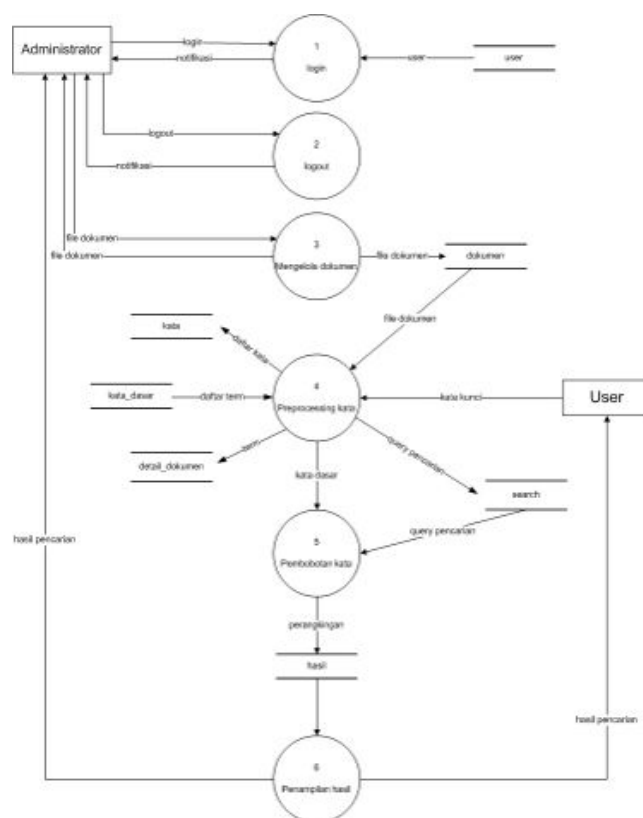 Administrator
login
notifikasi
1
login
user
user
logout
notifikasi
2
logout
file dokumen
file dokumen
3
Mengelola dokumen
file dokumen
dokumen
file dokumen
kata
daftar kata
kata_dasar
daftar term
4
Preprocessing kata
kata kunci
User
term
detail_dokumen
kata dasar
query pencarian
search
query pencarian
hasil pencarian
5
Pembobotan kata
perangkingan
hasil
hasil pencarian
6
Penampilan hasil